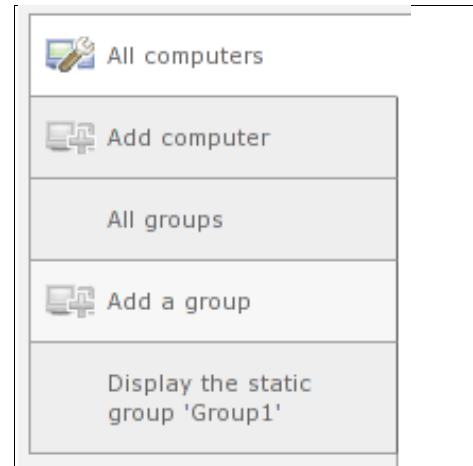 All computers
Add computer
All groups
Add a group
Display the static
group 'Group1'